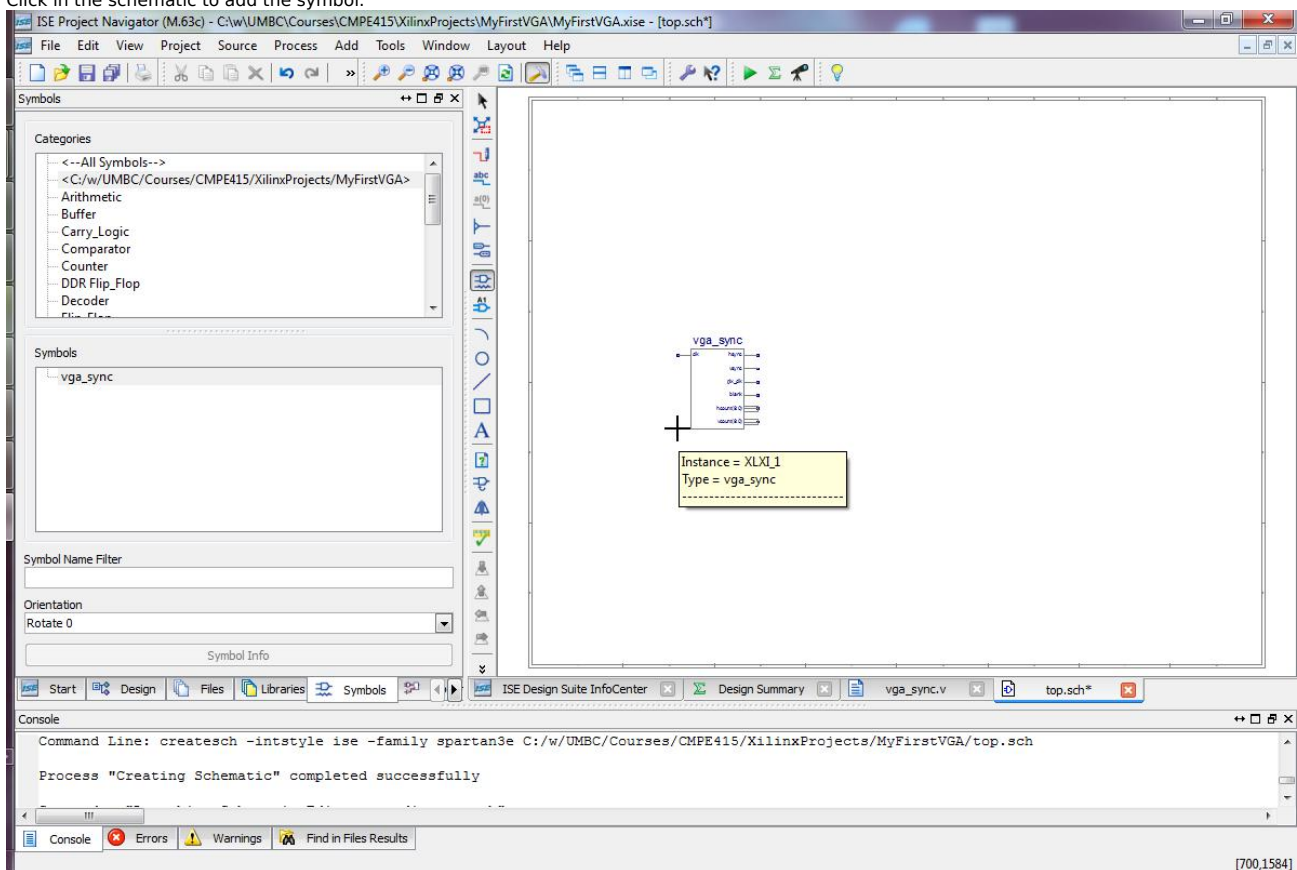 Click in the schematic to add the symbol.
ISE Project Navigator (M.63c) - C:\w\UMBC\Courses\CMPE415\XilinxProjects\MyFirstVGA\MyFirstVGA.xise - [top.sch*]
File Edit View Project Source Process Add Tools Window Layout Help
Symbols
Categories
<--All Symbols-->
<C:/w/UMBC/Courses/CMPE415/XilinxProjects/MyFirstVGA>
Arithmetic
Buffer
Carry_Logic
Comparator
Counter
DDR Flip_Flop
Decoder
Symbols
vga_sync
Symbol Name Filter
Orientation
Rotate 0
Symbol Info
vga_sync
clk hsync
vsync
blank
Instance = XLXI_1
Type = vga_sync
Start Design Files Libraries Symbols
ISE Design Suite InfoCenter Design Summary vga_sync.v top.sch*
Console
Command Line: createsch -intstyle ise -family spartan3e C:/w/UMBC/Courses/CMPE415/XilinxProjects/MyFirstVGA/top.sch
Process "Creating Schematic" completed successfully
Console Errors Warnings Find in Files Results
[700,1584]